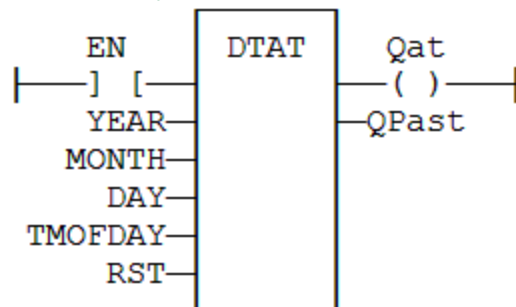 EN DTAT Qat
] [ ( )
YEAR QPast
MONTH
DAY
TMOFDAY
RST